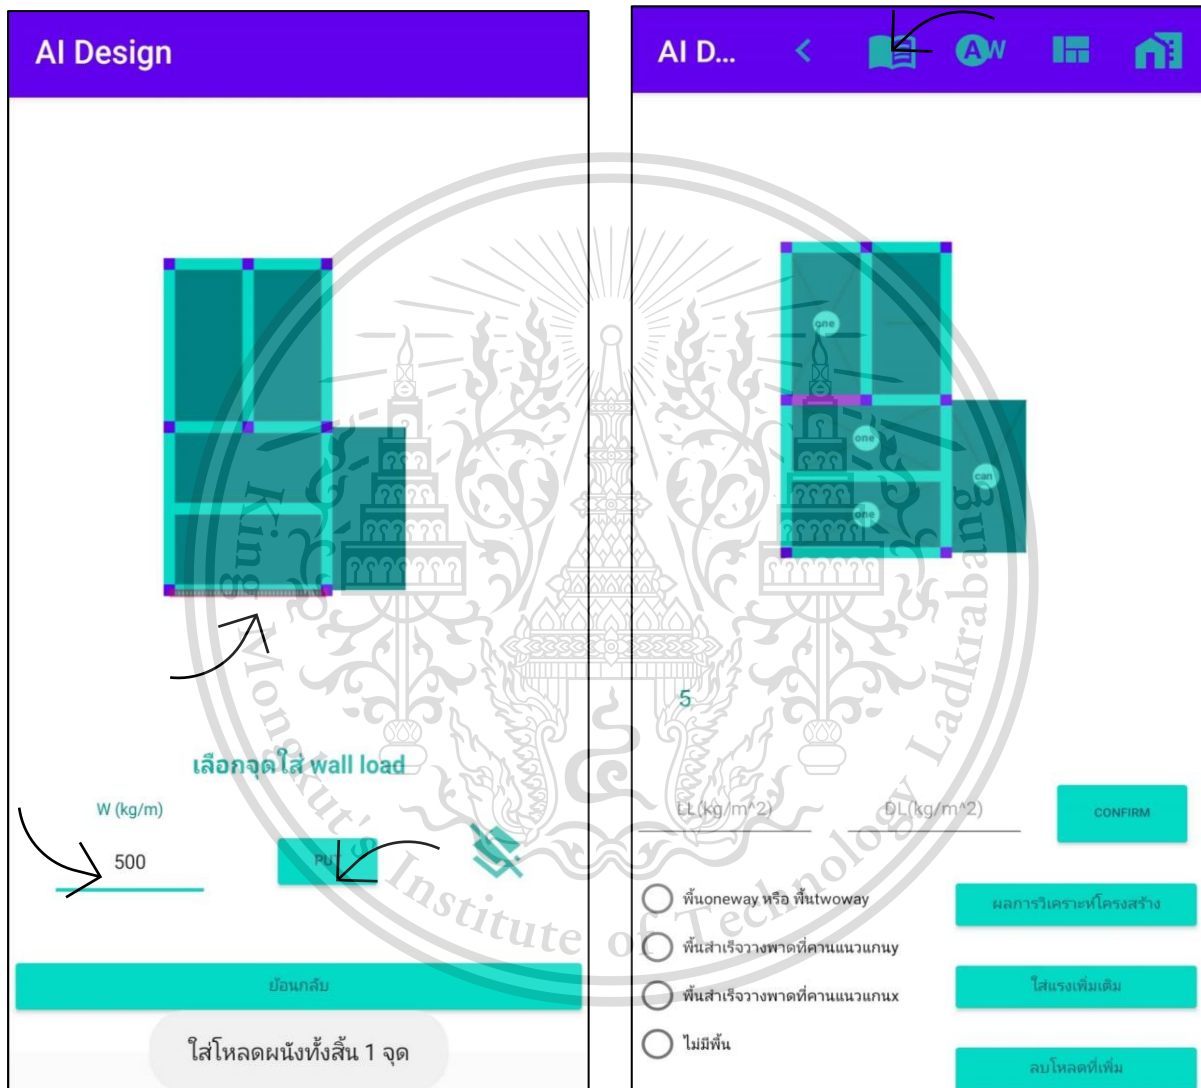 AI Design
เลือกจุดใส่ wall load
W (kg/m)
500
PUT
ย้อนกลับ
ใส่โหลดผนังทั้งสิ้น 1 จุด
AI D...
AW
one
one
can
one
5
LL(kg/m^2)
DL(kg/m^2)
CONFIRM
พื้นoneway หรือ พื้นtwoway
ผลการวิเคราะห์โครงสร้าง
พื้นสำเร็จวางพาดที่คานแนวแกนy
ใส่แรงเพิ่มเติม
พื้นสำเร็จวางพาดที่คานแนวแกนx
ไม่มีพื้น
ลบโหลดที่เพิ่ม
King Mongkut's Institute of Technology Ladkrabang